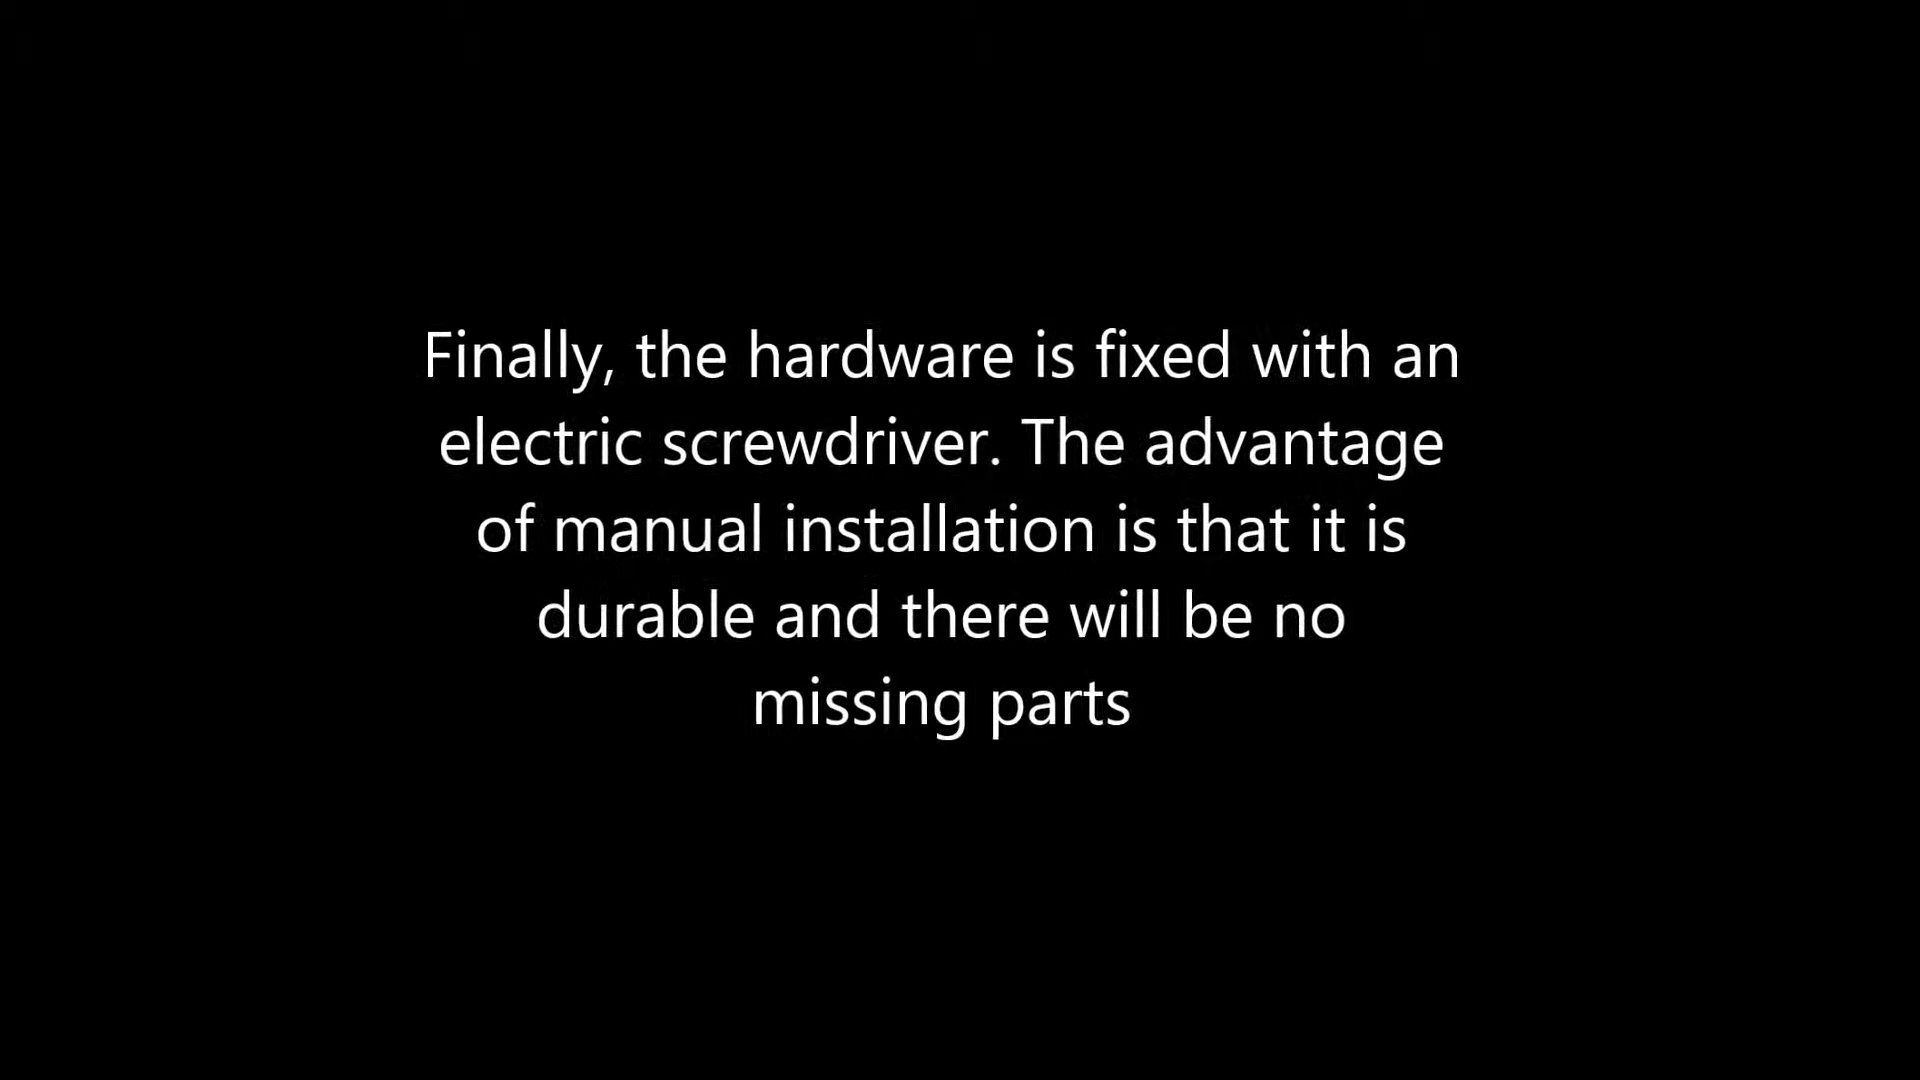 Finally, the hardware is fixed with an
electric screwdriver. The advantage
of manual installation is that it is
durable and there will be no
missing parts